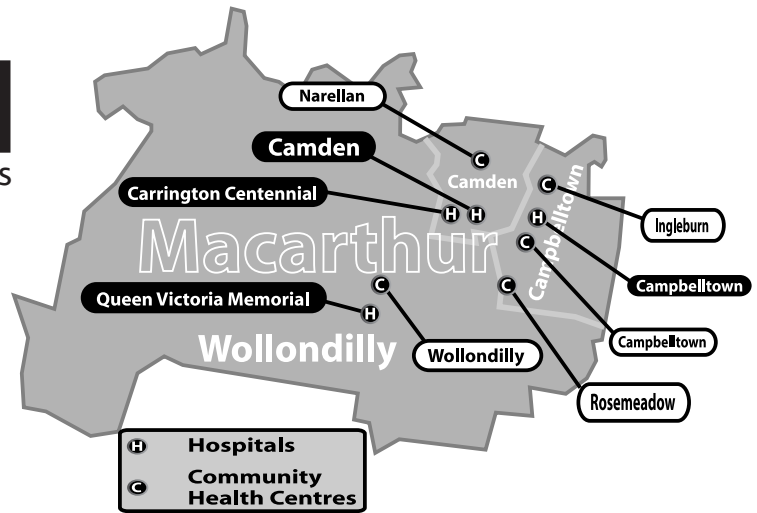 Narellan
Camden
S
Camden
C
Carrington Centennial
C
H
H
H
Ingleburn
Macarthur
Campbelltown
C
Queen Victoria Memorial
C
C
Campbelltown
H
Wollondilly
Wollondilly
Campbelltown
Rosemeadow
H Hospitals
C Community
Health Centres